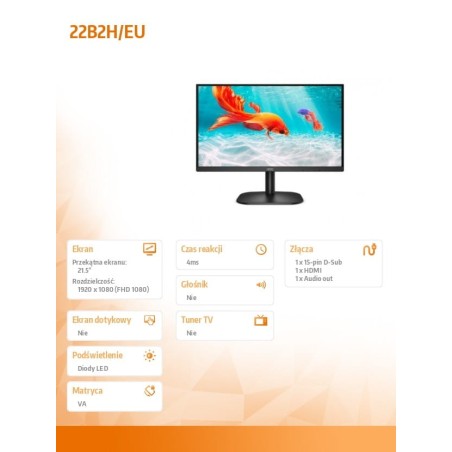 22B2H/EU
Ekran
Przekątna ekranu:
21.5"
Rozdzielczość:
1920 x 1080 (FHD 1080)
Ekran dotykowy
Nie
Podświetlenie
Diody LED
Matryca
VA
Czas reakcji
4ms
Głośnik
Nie
Tuner TV
Nie
Złącza
1 x 15-pin D-Sub
1 x HDMI
1 x Audio out